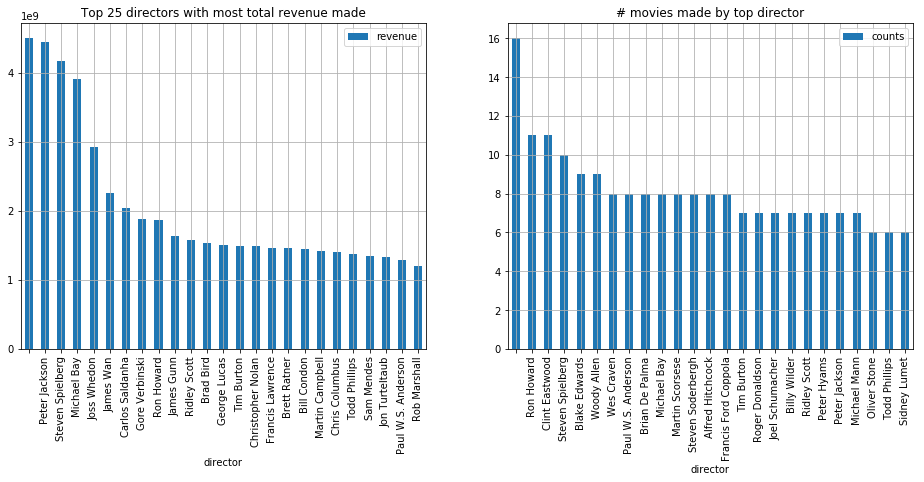 Top 25 directors with most total revenue made
1e9
revenue
4
3
2
1
0
Peter Jackson
Steven Spielberg
Michael Bay
Joss Whedon
James Wan
Carlos Saldanha
Gore Verbinski
Ron Howard
James Gunn
Ridley Scott
Brad Bird
George Lucas
Tim Burton
Christopher Nolan
Francis Lawrence
Brett Ratner
Bill Condon
Martin Campbell
Chris Columbus
Todd Phillips
Sam Mendes
Jon Turteltaub
Paul W.S. Anderson
Rob Marshall
director
# movies made by top director
counts
16
14
12
10
8
6
4
2
0
Ron Howard
Clint Eastwood
Steven Spielberg
Blake Edwards
Woody Allen
Wes Craven
Paul W.S. Anderson
Brian De Palma
Michael Bay
Martin Scorsese
Steven Soderbergh
Alfred Hitchcock
Francis Ford Coppola
Tim Burton
Roger Donaldson
Joel Schumacher
Billy Wilder
Ridley Scott
Peter Hyams
Peter Jackson
Michael Mann
Oliver Stone
Todd Phillips
Sidney Lumet
director